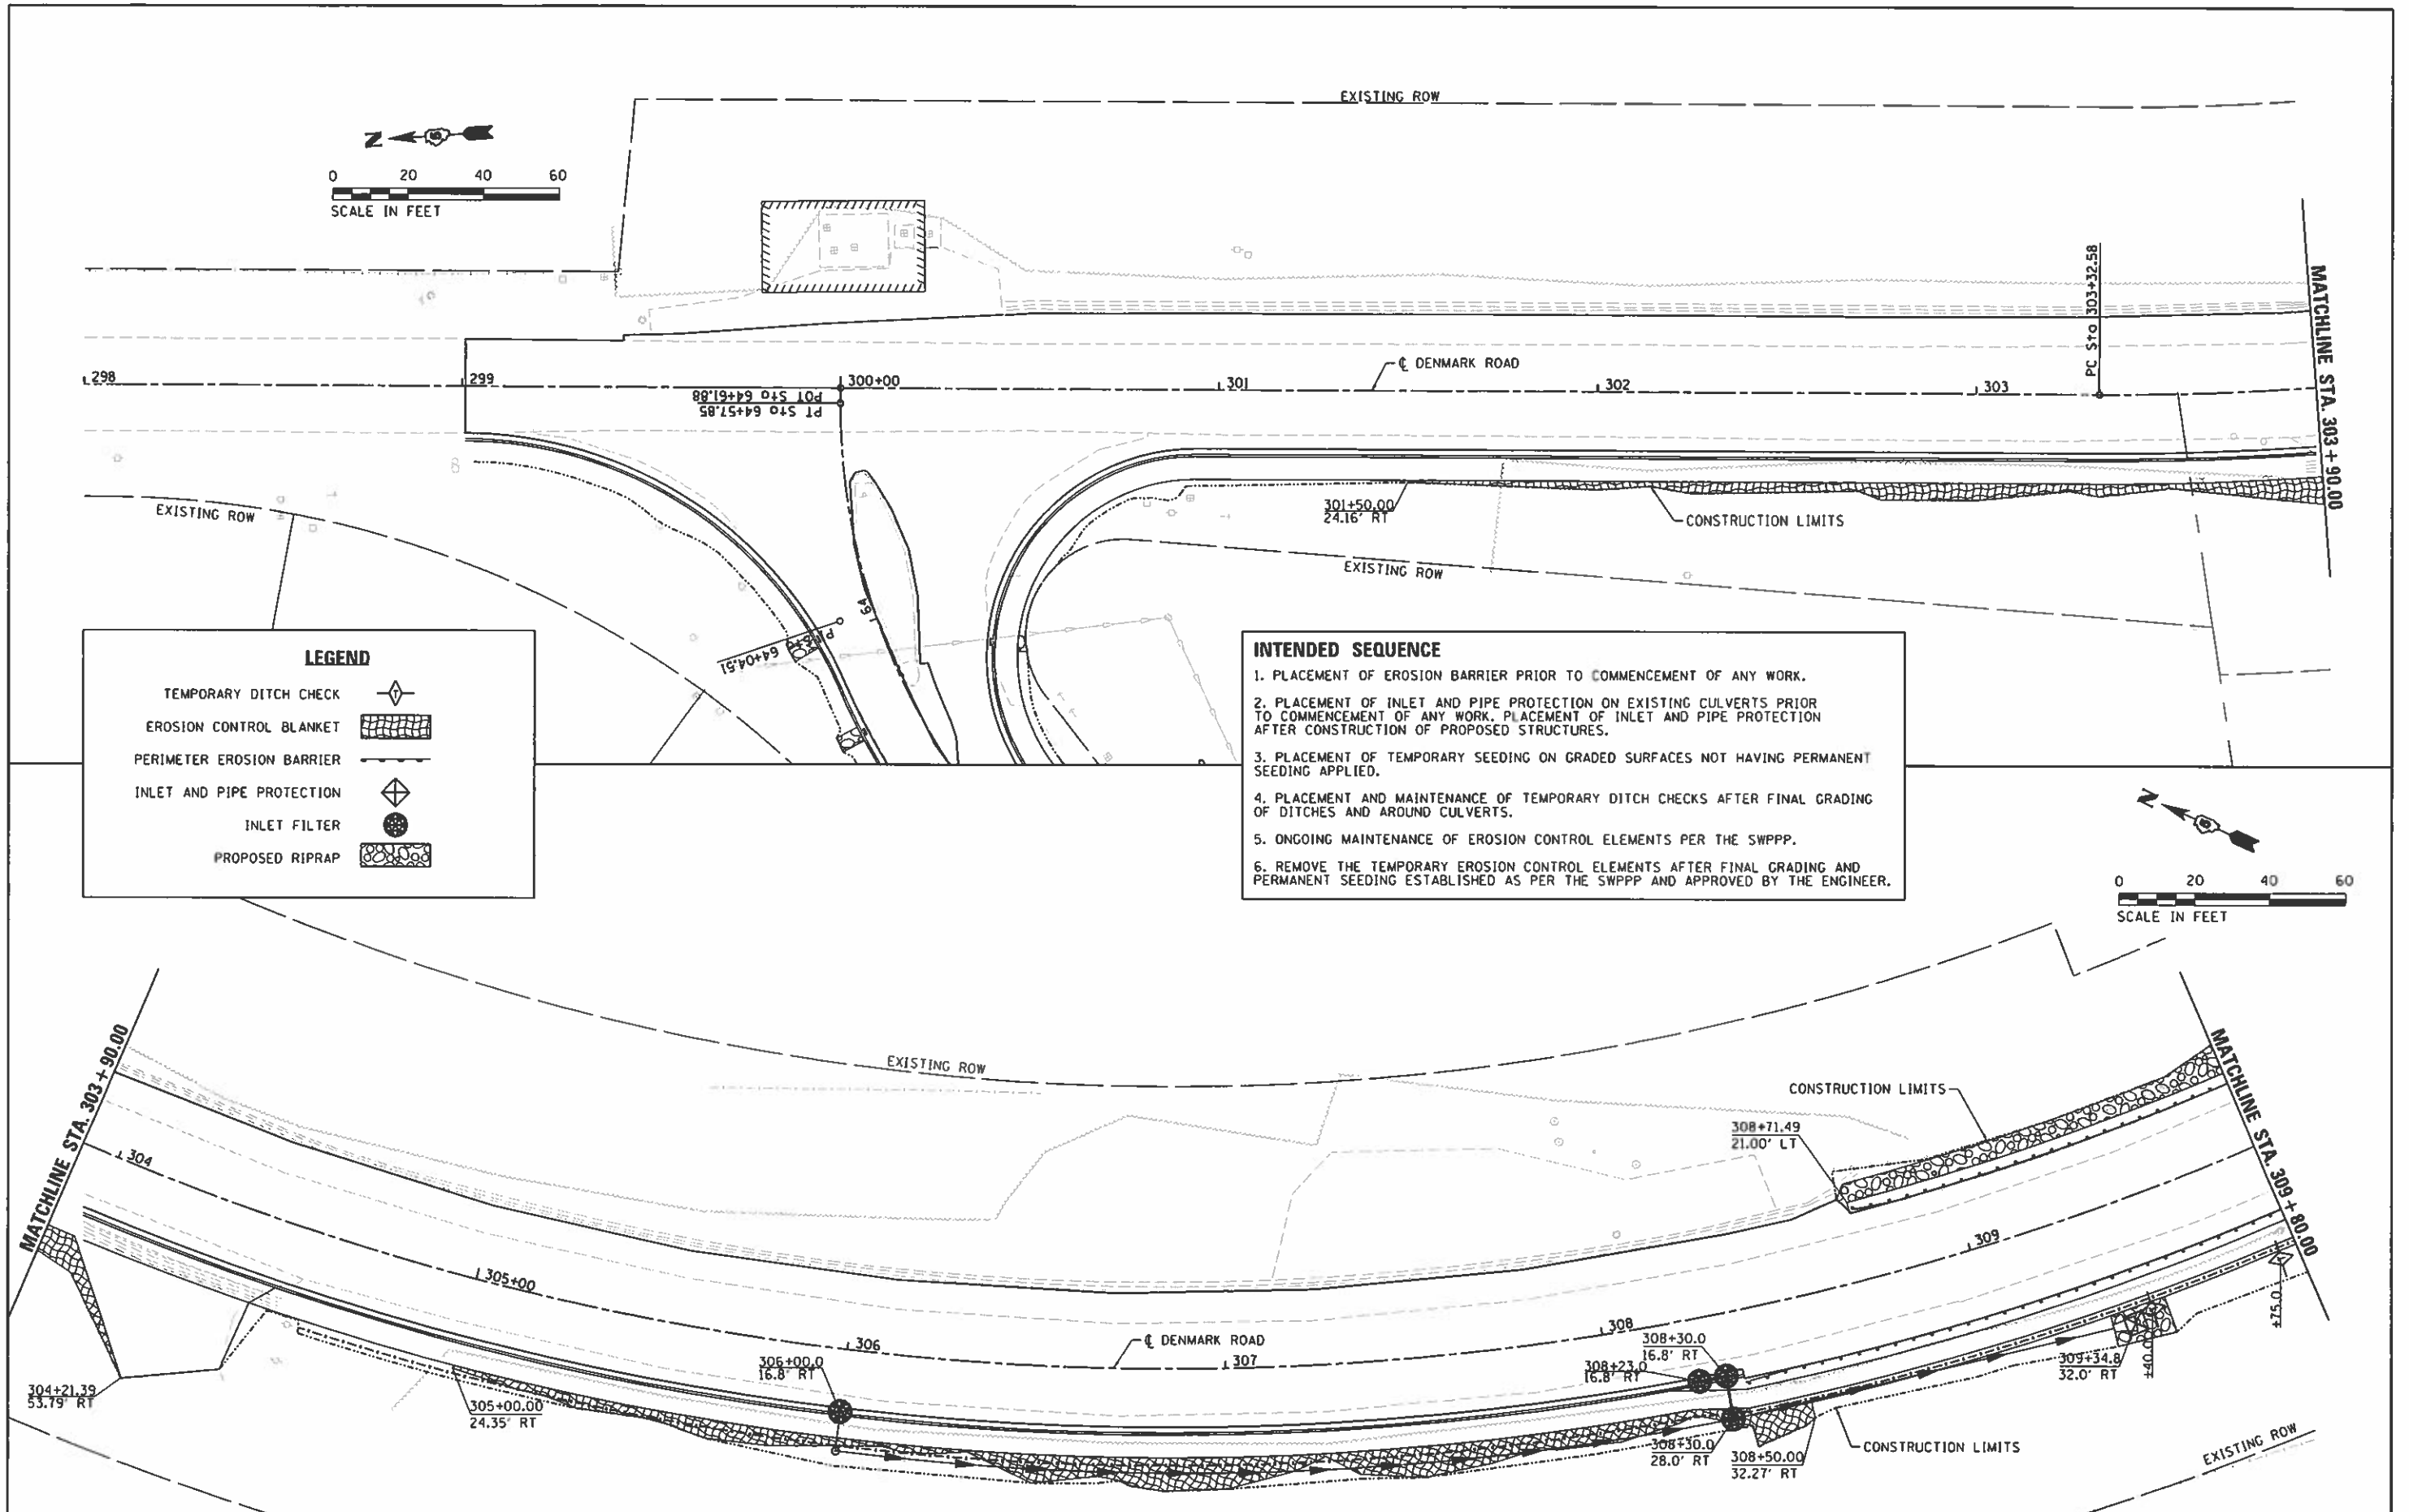 EXISTING ROW
N
5
0 20 40 60
SCALE IN FEET
PC Sta 303+32.58
MATCHLINE STA. 303 + 90.00
℄ DENMARK ROAD
298
299
300+00
301
302
303
POT Sta 64+61.88
PT Sta 64+57.85
EXISTING ROW
301+50.00
24.16' RT
CONSTRUCTION LIMITS
EXISTING ROW
64
PI Sta 64+04.51
LEGEND
TEMPORARY DITCH CHECK
T
EROSION CONTROL BLANKET
PERIMETER EROSION BARRIER
INLET AND PIPE PROTECTION
INLET FILTER
PROPOSED RIPRAP
INTENDED SEQUENCE
1. PLACEMENT OF EROSION BARRIER PRIOR TO COMMENCEMENT OF ANY WORK.
2. PLACEMENT OF INLET AND PIPE PROTECTION ON EXISTING CULVERTS PRIOR
TO COMMENCEMENT OF ANY WORK. PLACEMENT OF INLET AND PIPE PROTECTION
AFTER CONSTRUCTION OF PROPOSED STRUCTURES.
3. PLACEMENT OF TEMPORARY SEEDING ON GRADED SURFACES NOT HAVING PERMANENT
SEEDING APPLIED.
4. PLACEMENT AND MAINTENANCE OF TEMPORARY DITCH CHECKS AFTER FINAL GRADING
OF DITCHES AND AROUND CULVERTS.
5. ONGOING MAINTENANCE OF EROSION CONTROL ELEMENTS PER THE SWPPP.
6. REMOVE THE TEMPORARY EROSION CONTROL ELEMENTS AFTER FINAL GRADING AND
PERMANENT SEEDING ESTABLISHED AS PER THE SWPPP AND APPROVED BY THE ENGINEER.
N
5
0 20 40 60
SCALE IN FEET
MATCHLINE STA. 303 + 90.00
EXISTING ROW
CONSTRUCTION LIMITS
308+71.49
21.00' LT
MATCHLINE STA. 309 + 80.00
304
305+00
306
307
308
309
℄ DENMARK ROAD
304+21.39
53.79' RT
305+00.00
24.35' RT
306+00.0
16.8' RT
308+23.0
16.8' RT
308+30.0
16.8' RT
308+30.0
28.0' RT
308+50.00
32.27' RT
309+34.8
32.0' RT
+40.0
+75.0
CONSTRUCTION LIMITS
EXISTING ROW